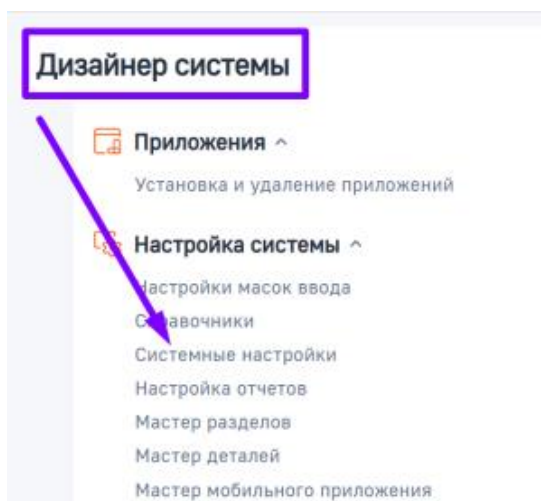 Дизайнер системы
Приложения
Установка и удаление приложений
Настройка системы
Настройки масок ввода
Справочники
Системные настройки
Настройка отчетов
Мастер разделов
Мастер деталей
Мастер мобильного приложения